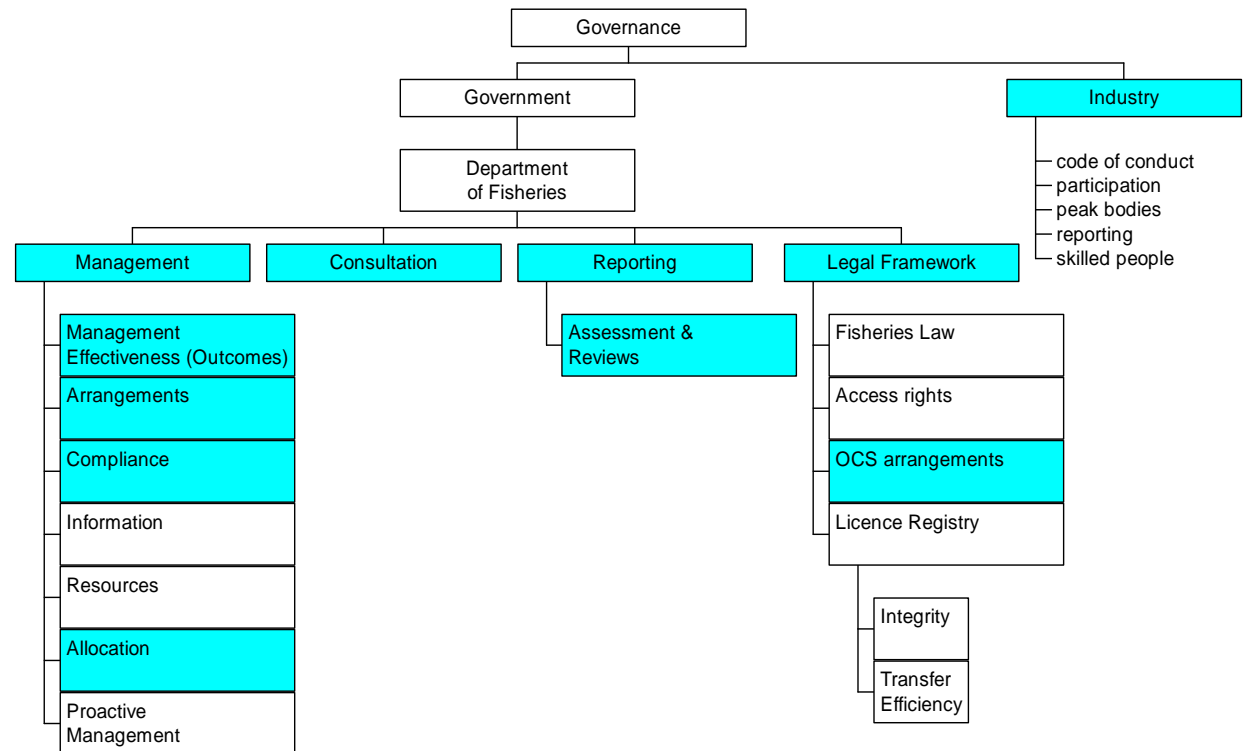 Governance
Government
Industry
Department
of Fisheries
code of conduct
participation
peak bodies
reporting
skilled people
Management
Consultation
Reporting
Legal Framework
Management
Effectiveness (Outcomes)
Arrangements
Compliance
Information
Resources
Allocation
Proactive
Management
Assessment &
Reviews
Fisheries Law
Access rights
OCS arrangements
Licence Registry
Integrity
Transfer
Efficiency